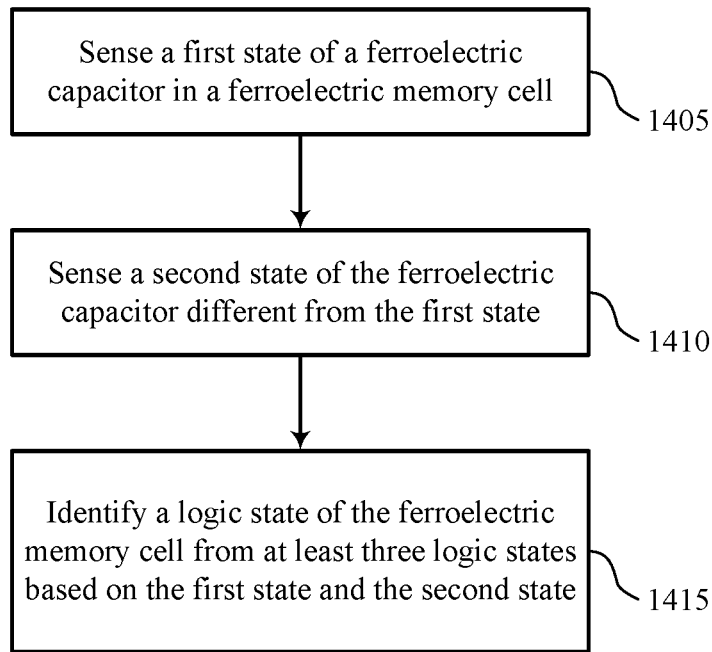 Sense a first state of a ferroelectric
capacitor in a ferroelectric memory cell
1405
Sense a second state of the ferroelectric
capacitor different from the first state
1410
Identify a logic state of the ferroelectric
memory cell from at least three logic states
based on the first state and the second state
1415